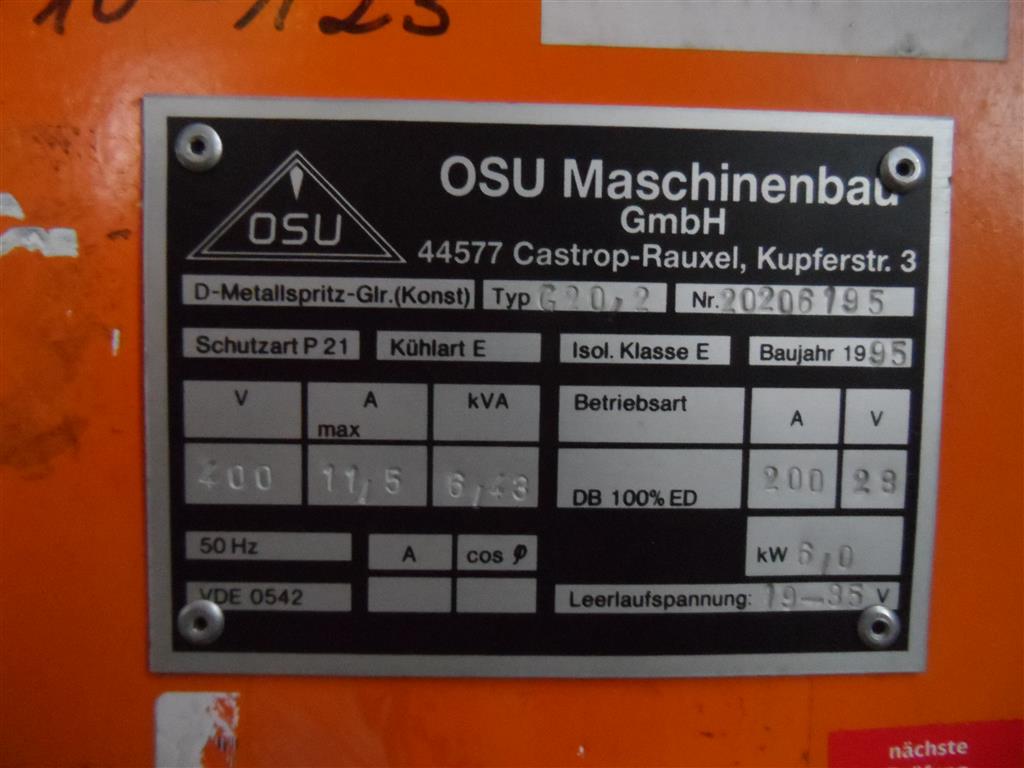 OSU
OSU Maschinenbau
GmbH
44577 Castrop-Rauxel, Kupferstr. 3
D-Metallspritz-Glr.(Konst) Typ G20,2 Nr. 20206195
Schutzart P 21 Kühlart E Isol. Klasse E Baujahr 1995
V A max kVA Betriebsart A V
400 11,5 6,43 DB 100% ED 200 28
50 Hz A cos φ kW 6,0
VDE 0542 Leerlaufspannung: 19-35 V
nächste